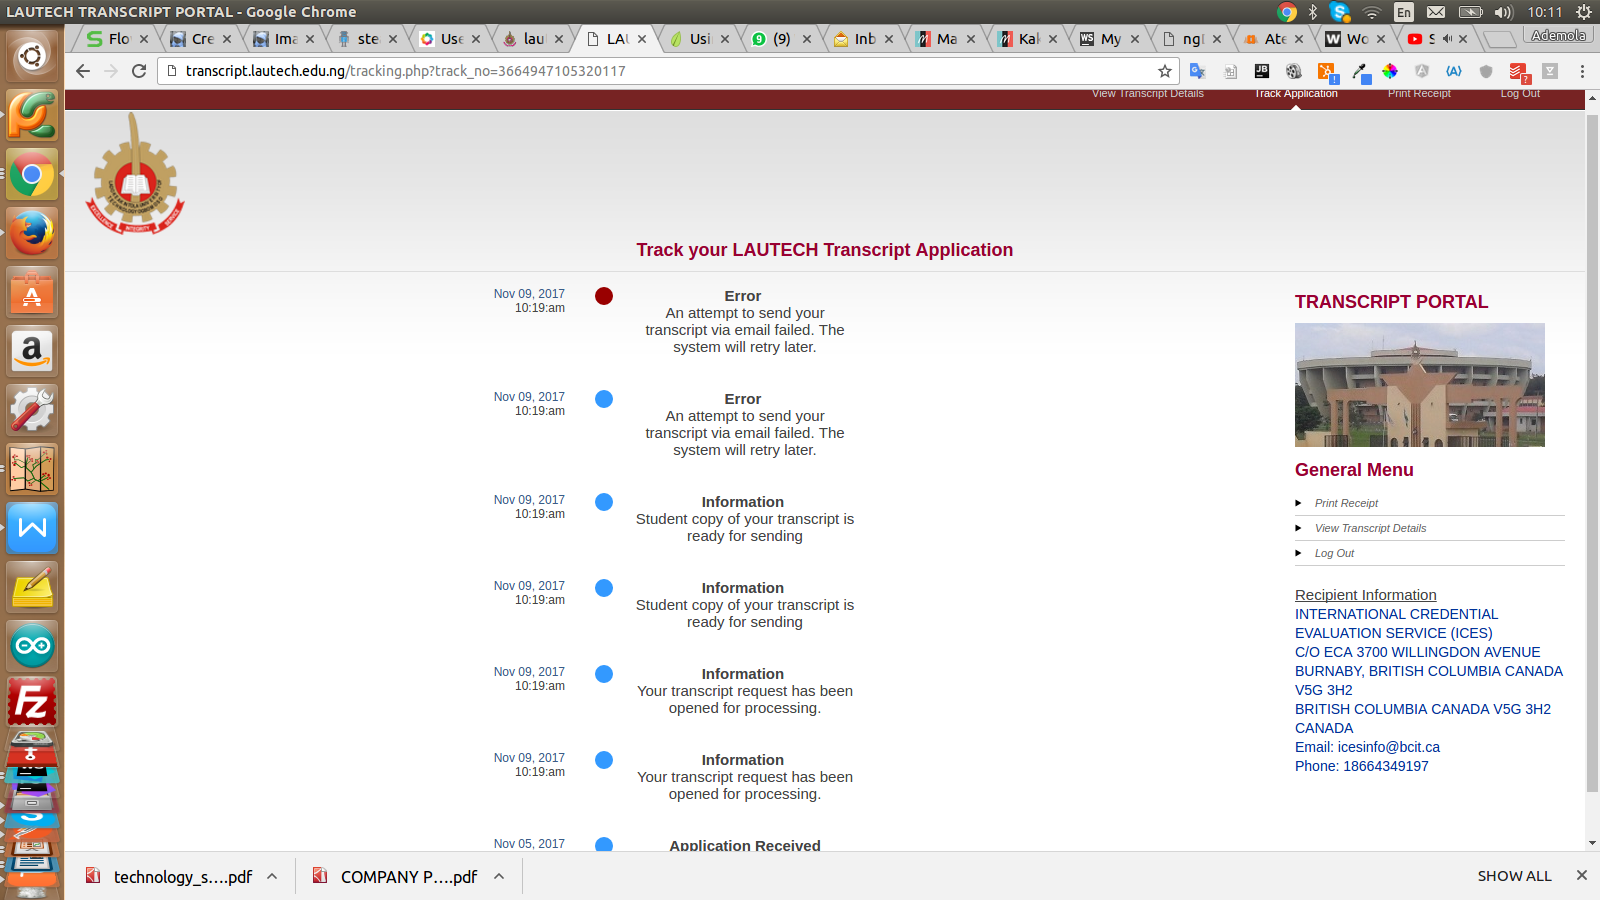 LAUTECH TRANSCRIPT PORTAL - Google Chrome
En
10:11
Flo
Cre
Ima
ste
Use
lau
LAU
Usi
(9)
Inb
Ma
Kak
My
ngl
Ate
Wo
S
Ademola
transcript.lautech.edu.ng/tracking.php?track_no=3664947105320117
View Transcript Details
Track Application
Print Receipt
Log Out
Track your LAUTECH Transcript Application
Nov 09, 2017
10:19:am
Error
An attempt to send your
transcript via email failed. The
system will retry later.
Nov 09, 2017
10:19:am
Error
An attempt to send your
transcript via email failed. The
system will retry later.
Nov 09, 2017
10:19:am
Information
Student copy of your transcript is
ready for sending
Nov 09, 2017
10:19:am
Information
Student copy of your transcript is
ready for sending
Nov 09, 2017
10:19:am
Information
Your transcript request has been
opened for processing.
Nov 09, 2017
10:19:am
Information
Your transcript request has been
opened for processing.
Nov 05, 2017
Application Received
TRANSCRIPT PORTAL
General Menu
Print Receipt
View Transcript Details
Log Out
Recipient Information
INTERNATIONAL CREDENTIAL
EVALUATION SERVICE (ICES)
C/O ECA 3700 WILLINGDON AVENUE
BURNABY, BRITISH COLUMBIA CANADA
V5G 3H2
BRITISH COLUMBIA CANADA V5G 3H2
CANADA
Email: icesinfo@bcit.ca
Phone: 18664349197
technology_s....pdf
COMPANY P....pdf
SHOW ALL